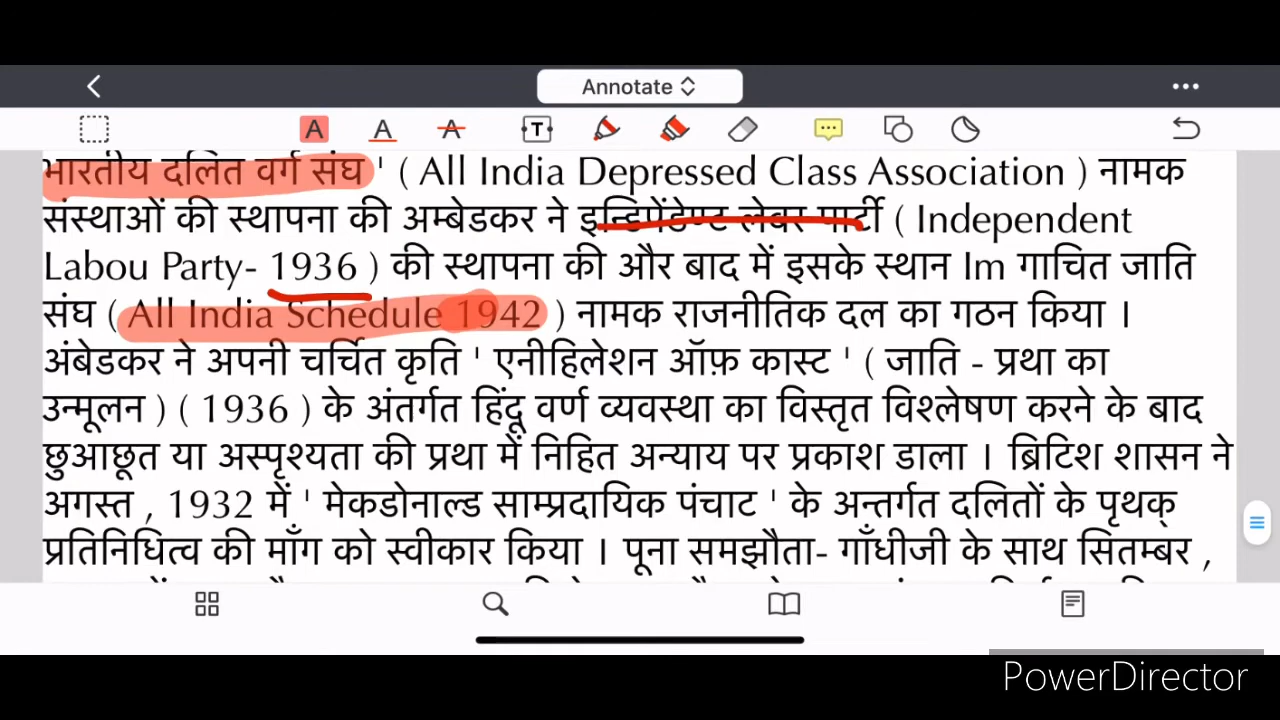 Annotate
A A A T
भारतीय दलित वर्ग संघ ' ( All India Depressed Class Association ) नामक
संस्थाओं की स्थापना की अम्बेडकर ने इन्डिपेंडेण्ट लेबर पार्टी ( Independent
Labou Party- 1936 ) की स्थापना की और बाद में इसके स्थान Im गाचित जाति
संघ ( All India Schedule 1942 ) नामक राजनीतिक दल का गठन किया ।
अंबेडकर ने अपनी चर्चित कृति ' एनीहिलेशन ऑफ़ कास्ट ' ( जाति - प्रथा का
उन्मूलन ) ( 1936 ) के अंतर्गत हिंदू वर्ण व्यवस्था का विस्तृत विश्लेषण करने के बाद
छुआछूत या अस्पृश्यता की प्रथा में निहित अन्याय पर प्रकाश डाला । ब्रिटिश शासन ने
अगस्त , 1932 में ' मेकडोनाल्ड साम्प्रदायिक पंचाट ' के अन्तर्गत दलितों के पृथक्
प्रतिनिधित्व की माँग को स्वीकार किया । पूना समझौता- गाँधीजी के साथ सितम्बर ,
PowerDirector